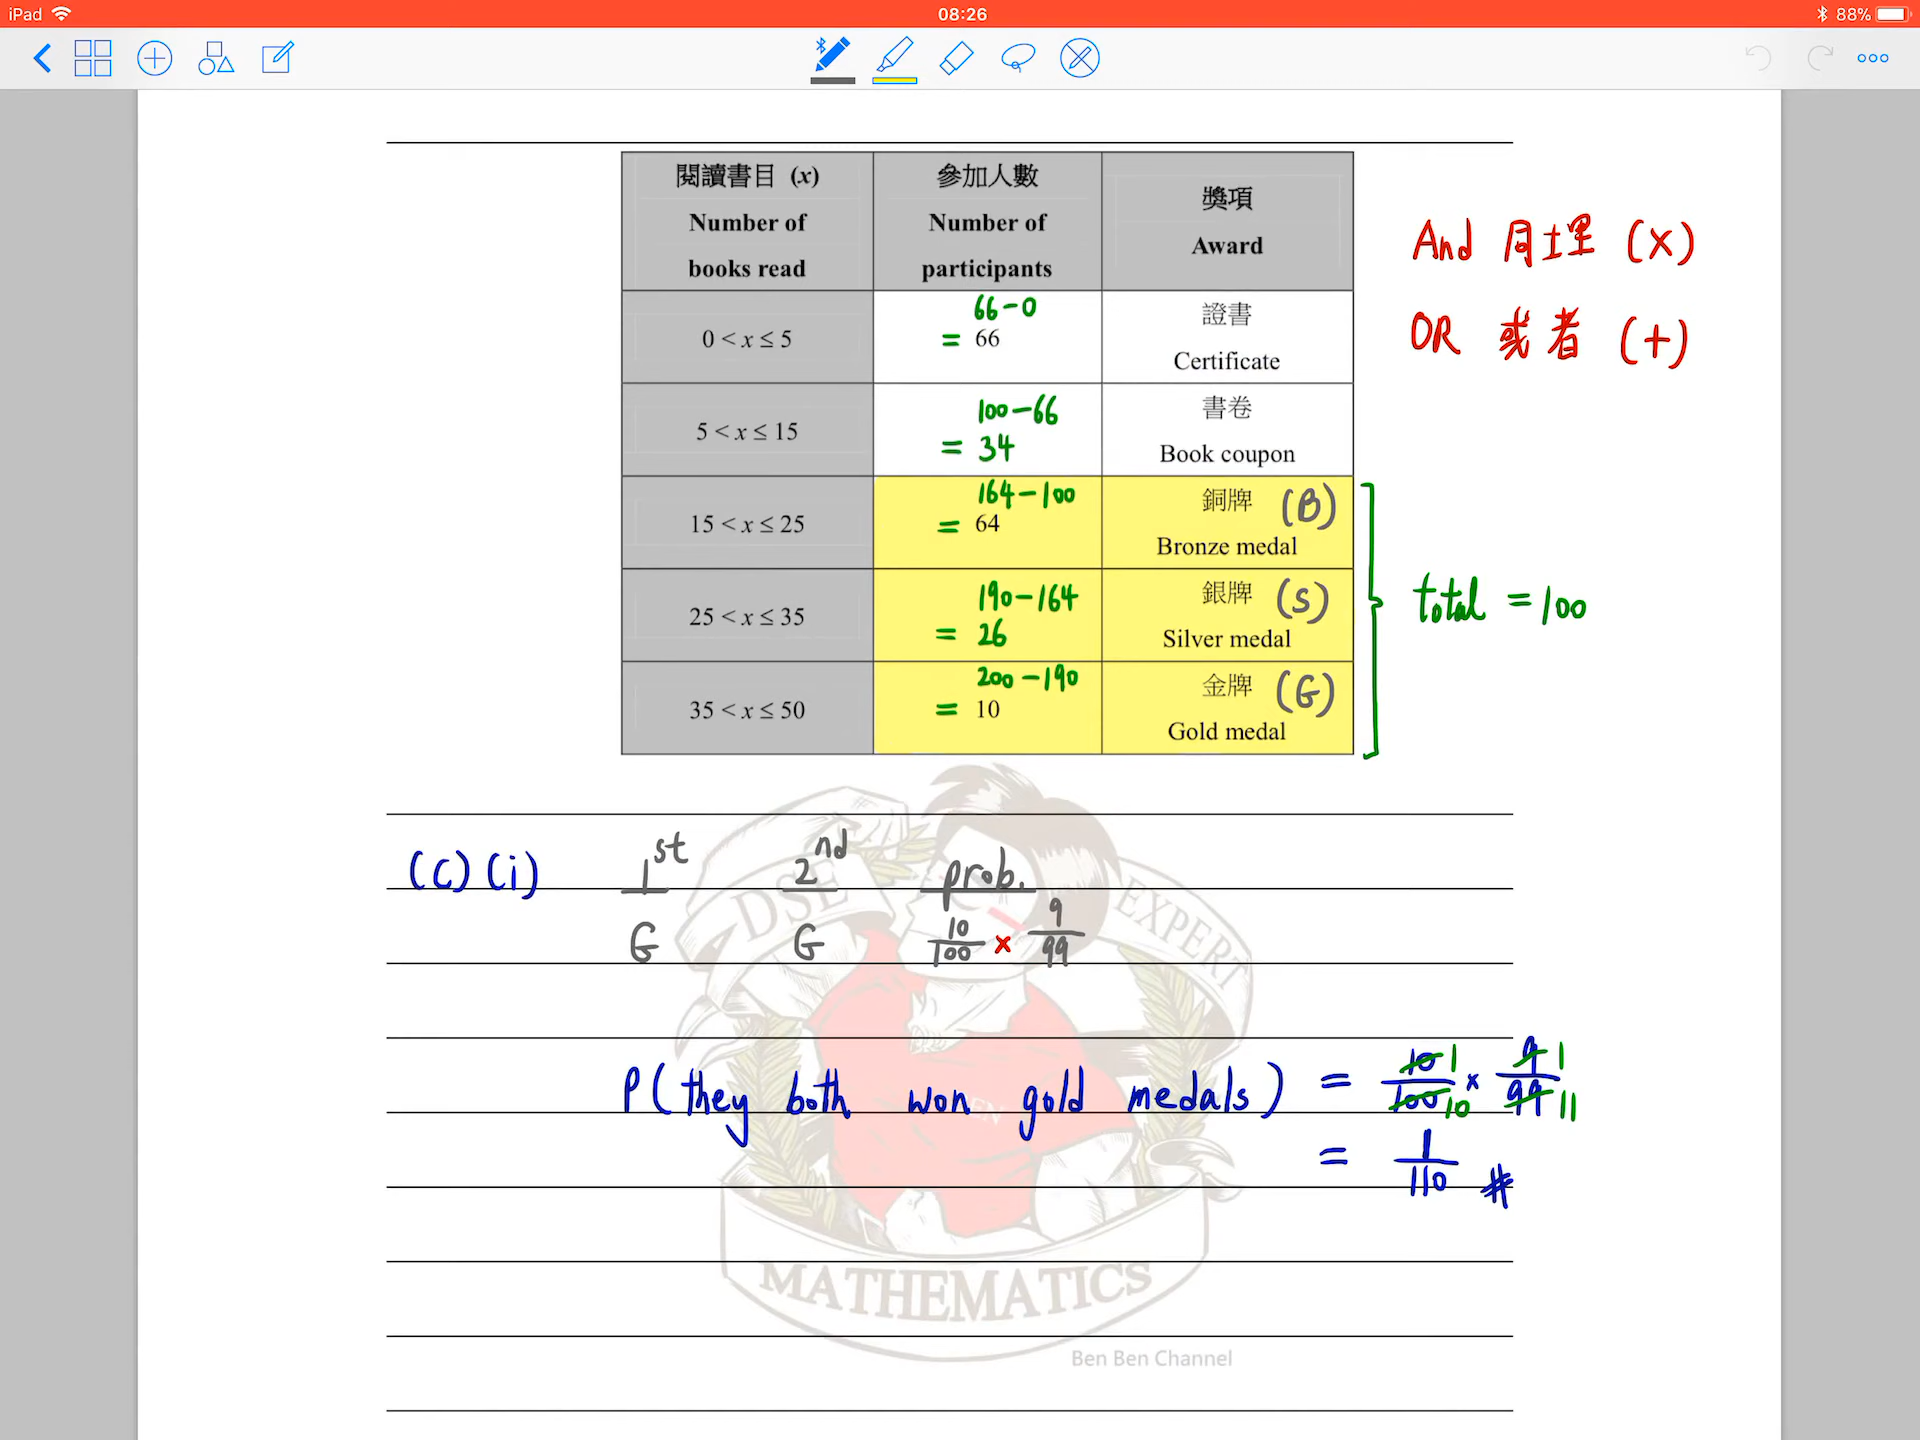 iPad 08:26 88%
閱讀書目 (x)
Number of
books read
參加人數
Number of
participants
獎項
Award
0 < x ≤ 5
66-0
= 66
證書
Certificate
5 < x ≤ 15
100-66
= 34
書卷
Book coupon
15 < x ≤ 25
164-100
= 64
銅牌 (B)
Bronze medal
25 < x ≤ 35
190-164
= 26
銀牌 (S)
Silver medal
35 < x ≤ 50
200-190
= 10
金牌 (G)
Gold medal
And 同埋 (×)
OR 或者 (+)
total = 100
(c)(i) 1st 2nd prob.
G G 10/100 × 9/99
P(they both won gold medals) = 10/100 × 9/99
1 10 1 11
= 1/110 #
DSE EXPERT
MATHEMATICS
Ben Ben Channel